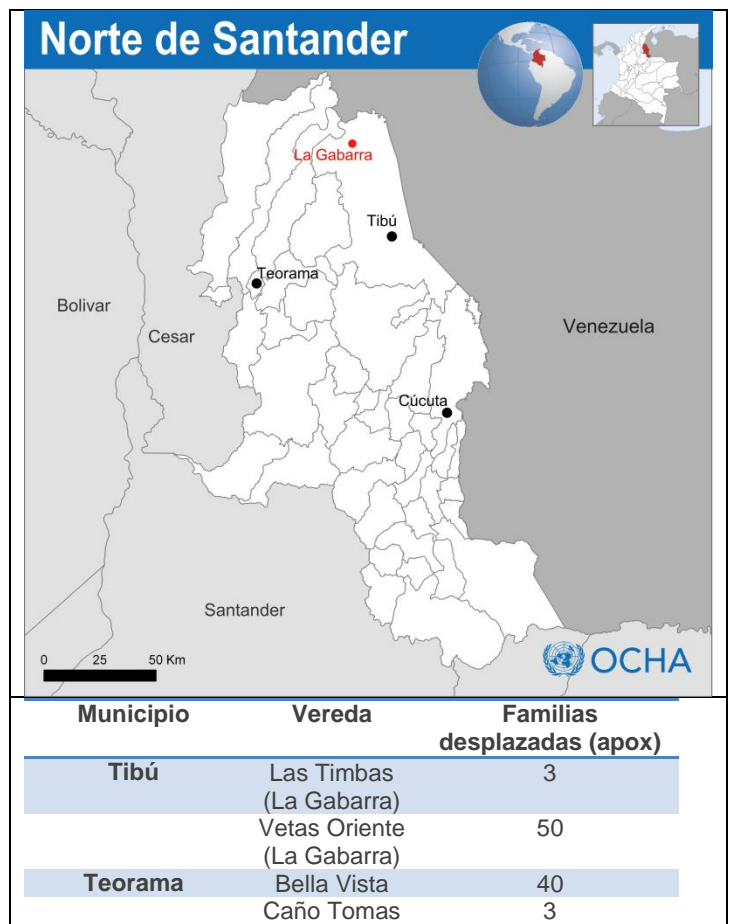 Norte de Santander
La Gabarra
Tibú
Teorama
Bolivar
Cesar
Venezuela
Cúcuta
Santander
0 25 50 Km
OCHA
Municipio Vereda Familias
desplazadas (apox)
Tibú Las Timbas 3
(La Gabarra)
Vetas Oriente 50
(La Gabarra)
Teorama Bella Vista 40
Caño Tomas 3